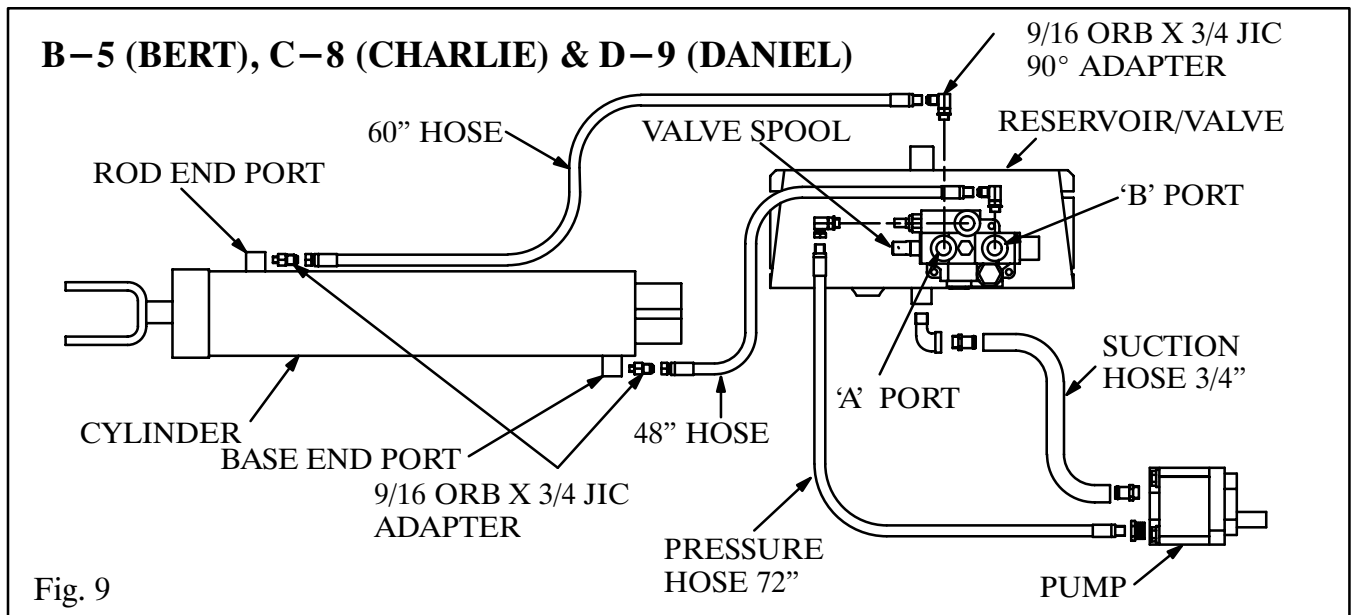 B–5 (BERT), C–8 (CHARLIE) & D–9 (DANIEL)
9/16 ORB X 3/4 JIC
90° ADAPTER
60” HOSE
VALVE SPOOL
RESERVOIR/VALVE
ROD END PORT
‘B’ PORT
SUCTION
HOSE 3/4”
‘A’ PORT
CYLINDER
48” HOSE
BASE END PORT
9/16 ORB X 3/4 JIC
ADAPTER
PRESSURE
HOSE 72”
PUMP
Fig. 9